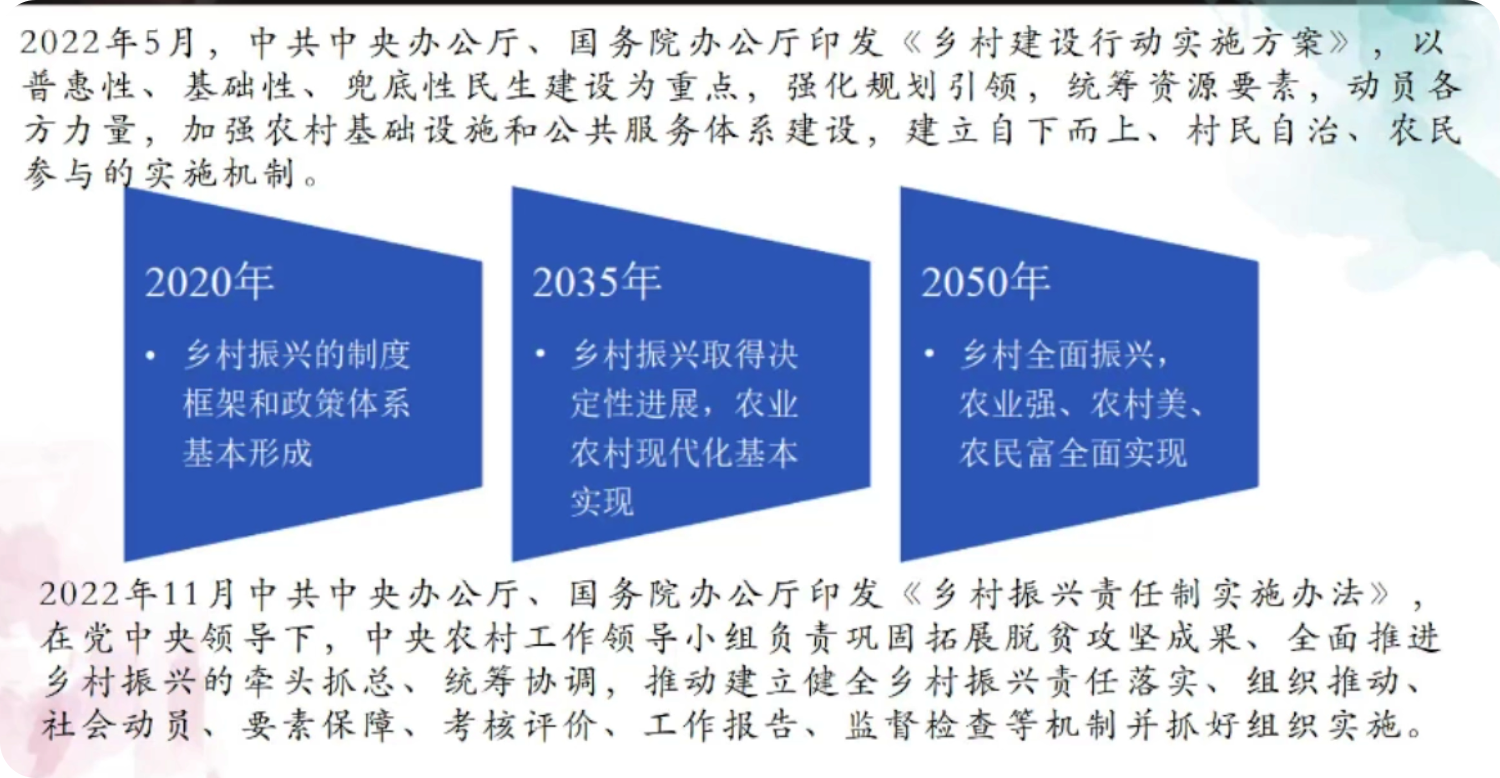 2022年5月，中共中央办公厅、国务院办公厅印发《乡村建设行动实施方案》，以
普惠性、基础性、兜底性民生建设为重点，强化规划引领，统筹资源要素，动员各
方力量，加强农村基础设施和公共服务体系建设，建立自下而上、村民自治、农民
参与的实施机制。
2020年
• 乡村振兴的制度
框架和政策体系
基本形成
2035年
• 乡村振兴取得决
定性进展，农业
农村现代化基本
实现
2050年
• 乡村全面振兴，
农业强、农村美、
农民富全面实现
2022年11月中共中央办公厅、国务院办公厅印发《乡村振兴责任制实施办法》，
在党中央领导下，中央农村工作领导小组负责巩固拓展脱贫攻坚成果、全面推进
乡村振兴的牵头抓总、统筹协调，推动建立健全乡村振兴责任落实、组织推动、
社会动员、要素保障、考核评价、工作报告、监督检查等机制并抓好组织实施。